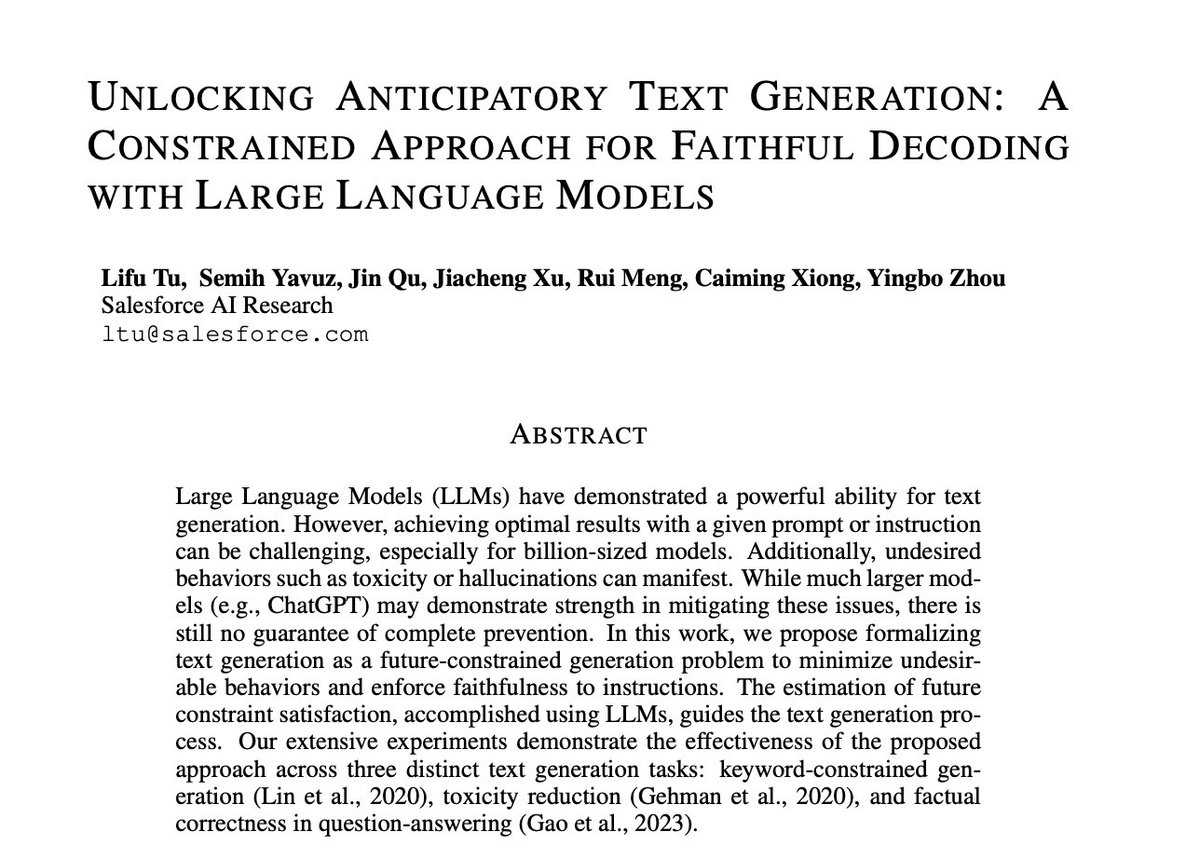 UNLOCKING ANTICIPATORY TEXT GENERATION: A
CONSTRAINED APPROACH FOR FAITHFUL DECODING
WITH LARGE LANGUAGE MODELS
Lifu Tu, Semih Yavuz, Jin Qu, Jiacheng Xu, Rui Meng, Caiming Xiong, Yingbo Zhou
Salesforce AI Research
ltu@salesforce.com
ABSTRACT
Large Language Models (LLMs) have demonstrated a powerful ability for text
generation. However, achieving optimal results with a given prompt or instruction
can be challenging, especially for billion-sized models. Additionally, undesired
behaviors such as toxicity or hallucinations can manifest. While much larger mod-
els (e.g., ChatGPT) may demonstrate strength in mitigating these issues, there is
still no guarantee of complete prevention. In this work, we propose formalizing
text generation as a future-constrained generation problem to minimize undesir-
able behaviors and enforce faithfulness to instructions. The estimation of future
constraint satisfaction, accomplished using LLMs, guides the text generation pro-
cess. Our extensive experiments demonstrate the effectiveness of the proposed
approach across three distinct text generation tasks: keyword-constrained gen-
eration (Lin et al., 2020), toxicity reduction (Gehman et al., 2020), and factual
correctness in question-answering (Gao et al., 2023).